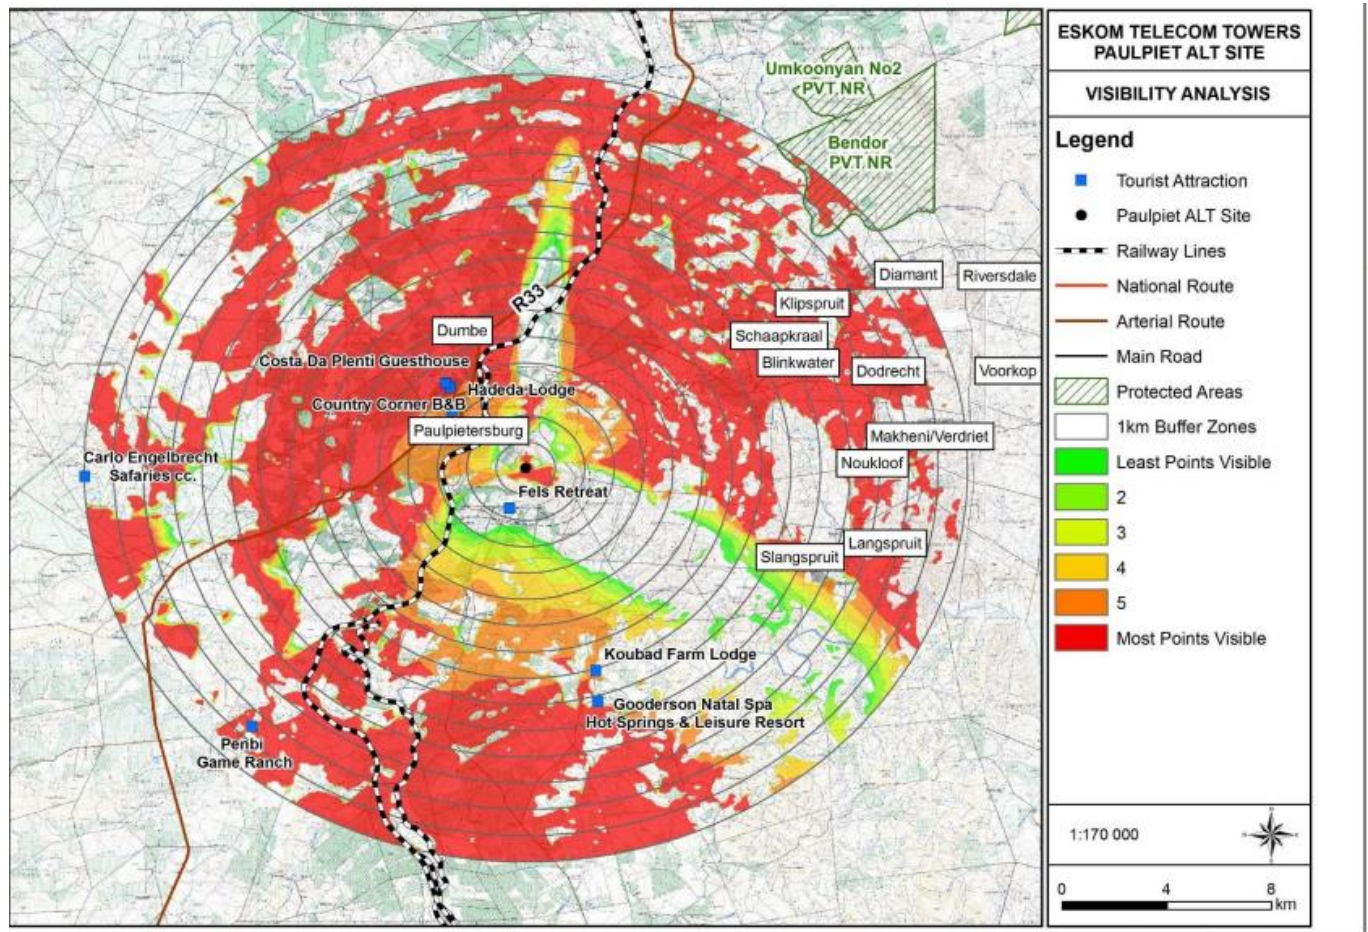 Umkoonyan No2
PVT NR
Bendor
PVT NR
Diamant
Riversdale
R33
Klipspruit
Dumbe
Schaapkraal
Costa Da Plenti Guesthouse
Blinkwater
Dodrecht
Voorkop
Hadeda Lodge
Country Corner B&B
Paulpietersburg
Makheni/Verdriet
Carlo Engelbrecht
Safaries cc.
Noukloof
Fels Retreat
Langspruit
Slangspruit
Koubad Farm Lodge
Gooderson Natal Spa
Hot Springs & Leisure Resort
Penbi
Game Ranch
ESKOM TELECOM TOWERS
PAULPIET ALT SITE
VISIBILITY ANALYSIS
Legend
Tourist Attraction
Paulpiet ALT Site
Railway Lines
National Route
Arterial Route
Main Road
Protected Areas
1km Buffer Zones
Least Points Visible
2
3
4
5
Most Points Visible
1:170 000
0 4 8
km